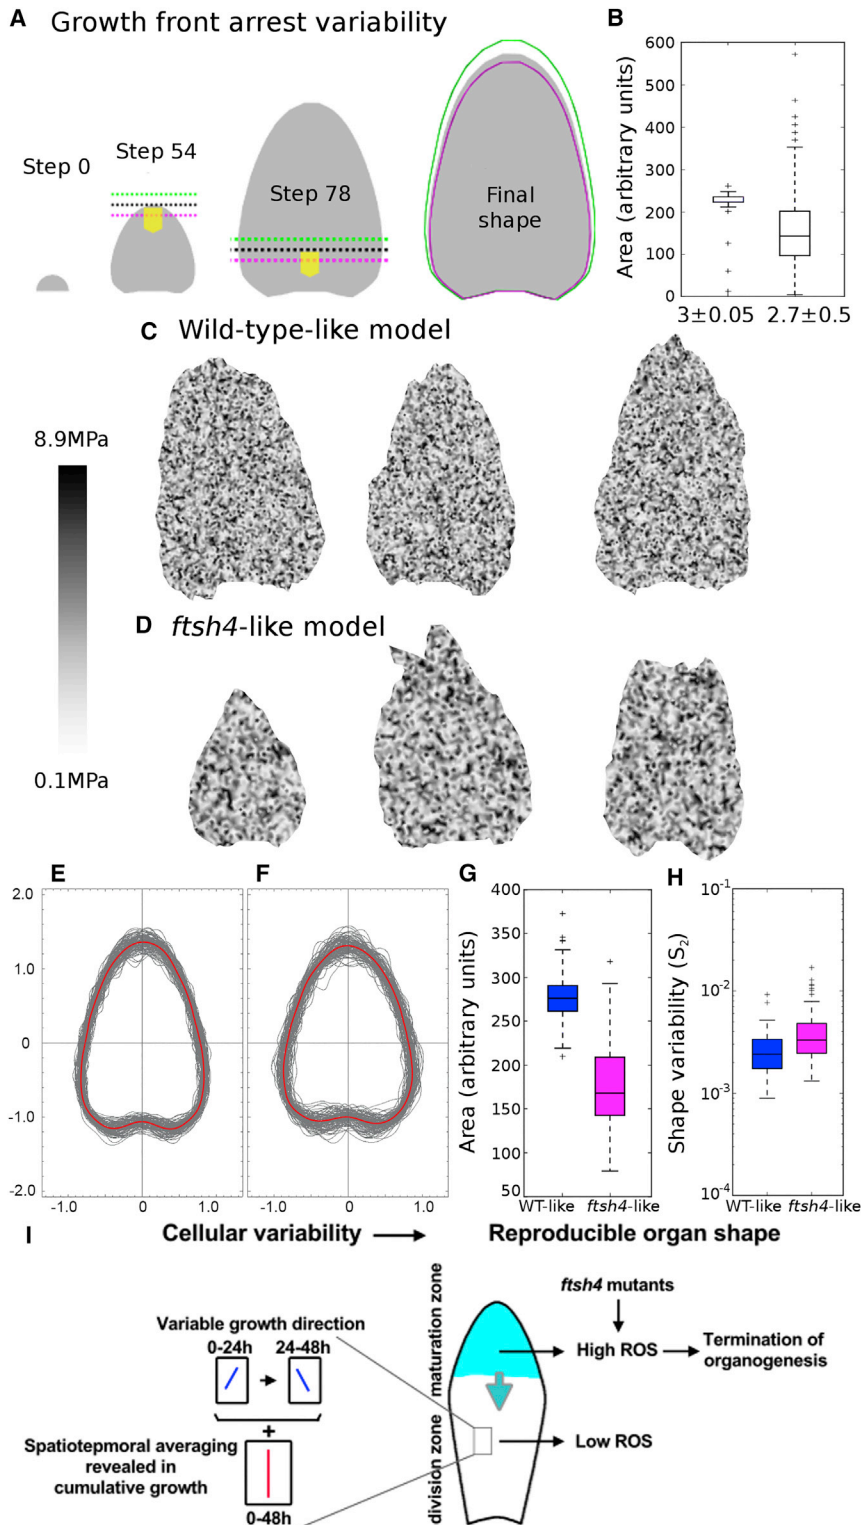 A Growth front arrest variability
Step 0
Step 54
Step 78
Final
shape
B
Area (arbitrary units)
600
500
400
300
200
100
0
3±0.05 2.7±0.5
C Wild-type-like model
8.9MPa
0.1MPa
D ftsh4-like model
E
2.0
1.0
0
-1.0
-2.0
-1.0 0 1.0
F
-1.0 0 1.0
G
Area (arbitrary units)
400
350
300
250
200
150
100
50
WT-like ftsh4-like
H
Shape variability (S2)
10-1
10-2
10-3
10-4
WT-like ftsh4-like
I
Cellular variability
Reproducible organ shape
Variable growth direction
0-24h 24-48h
+
Spatiotepmoral averaging
revealed in
cumulative growth
0-48h
maturation zone
division zone
ftsh4 mutants
High ROS
Termination of
organogenesis
Low ROS